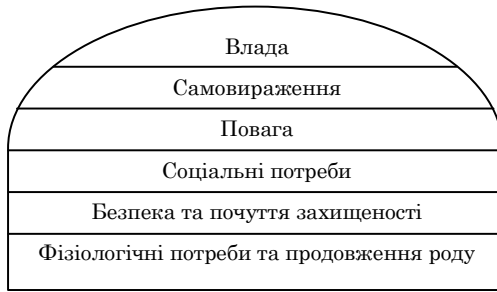 Влада
Самовираження
Повага
Соціальні потреби
Безпека та почуття захищеності
Фізіологічні потреби та продовження роду